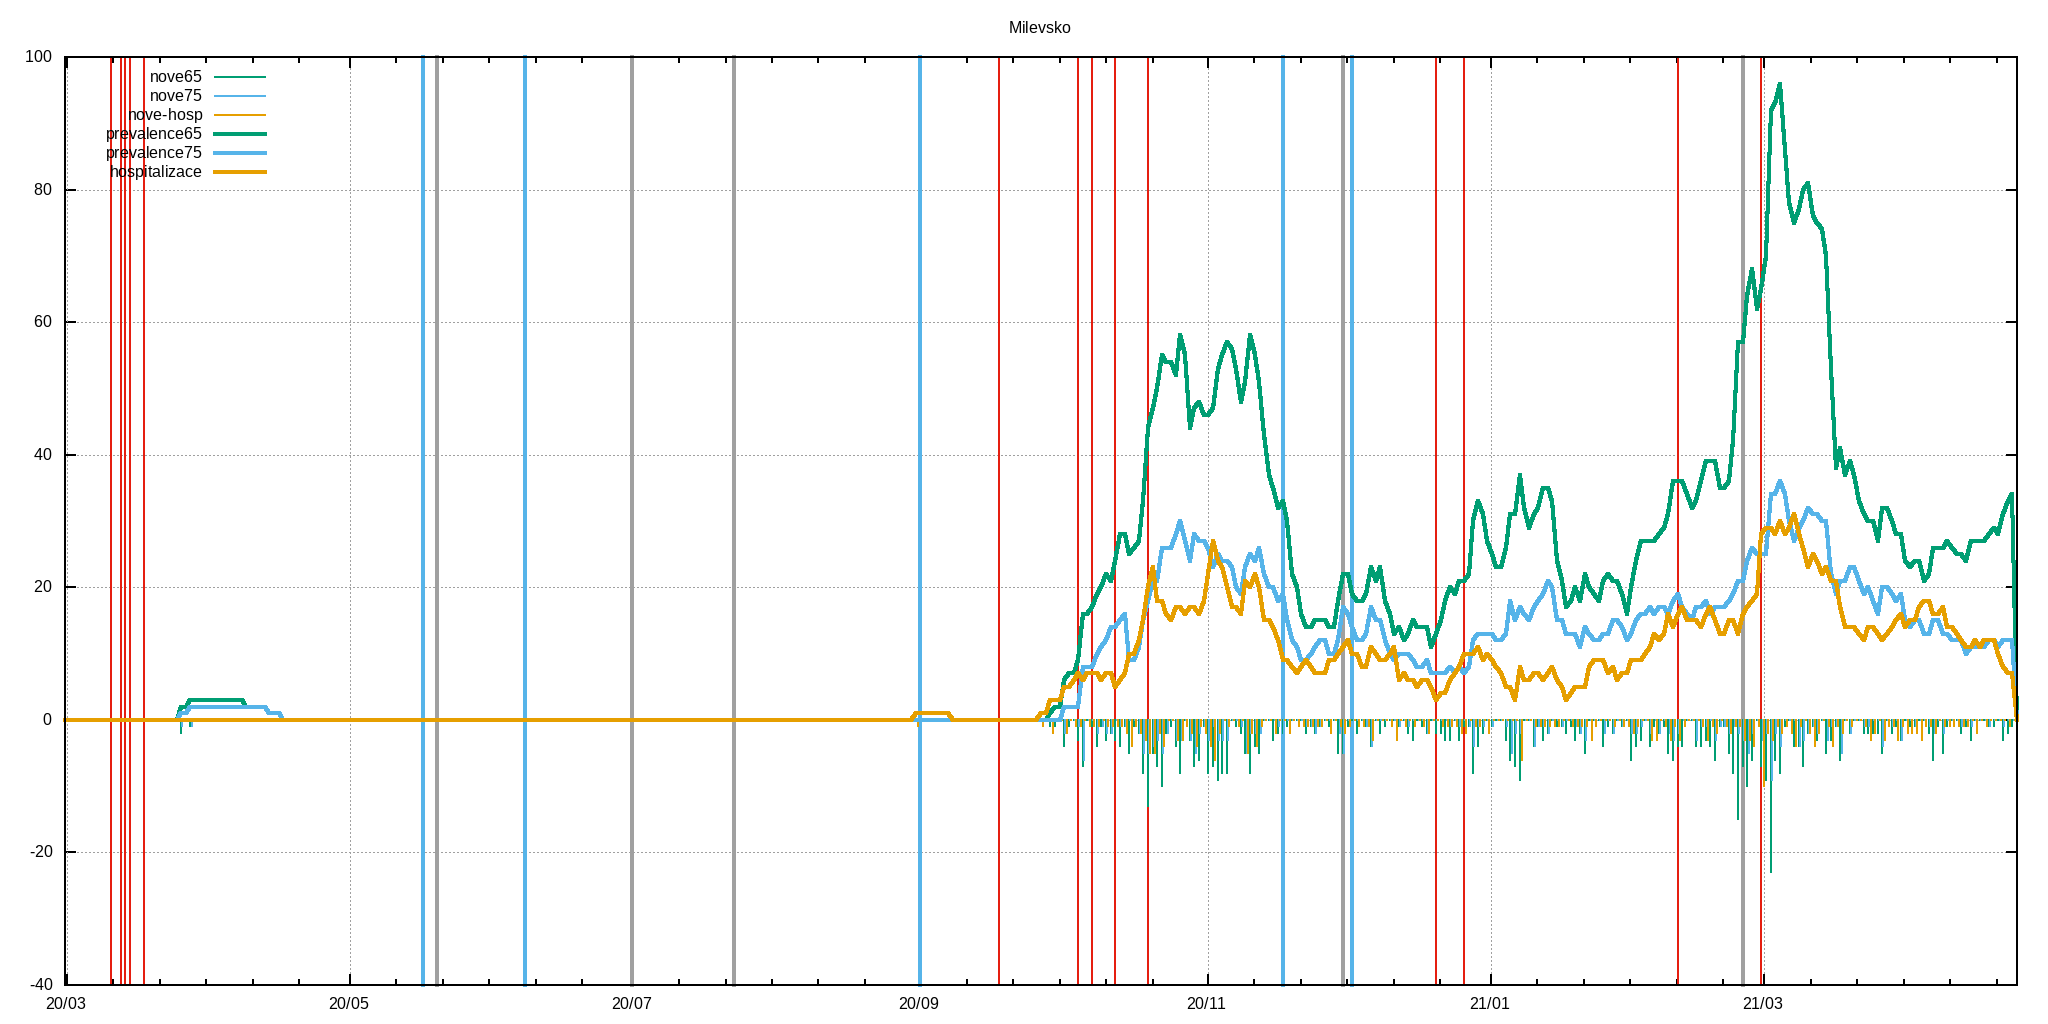 Milevsko
100
nove65
nove75
nove-hosp
prevalence65
prevalence75
hospitalizace
80
60
40
20
0
-20
-40
20/03 20/05 20/07 20/09 20/11 21/01 21/03